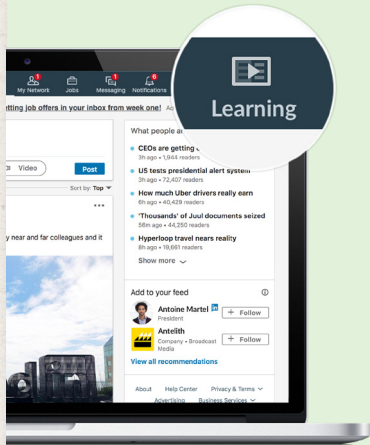 1
1
6
My Network
Jobs
Messaging
Notifications
Learning
etting job offers in your inbox from week one!
What people a
CEOs are getting
3h ago • 1,944 readers
US tests presidential alert system
3h ago • 72,407 readers
How much Uber drivers really earn
6h ago • 40,429 readers
'Thousands' of Juul documents seized
56m ago • 44,250 readers
Hyperloop travel nears reality
8h ago • 19,661 readers
Show more
Video
Post
Sort by: Top
y near and far colleagues and it
Add to your feed
Antoine Martel in
President
+ Follow
Antelith
Company • Broadcast
Media
+ Follow
View all recommendations
About Help Center Privacy & Terms
Advertising Business Services